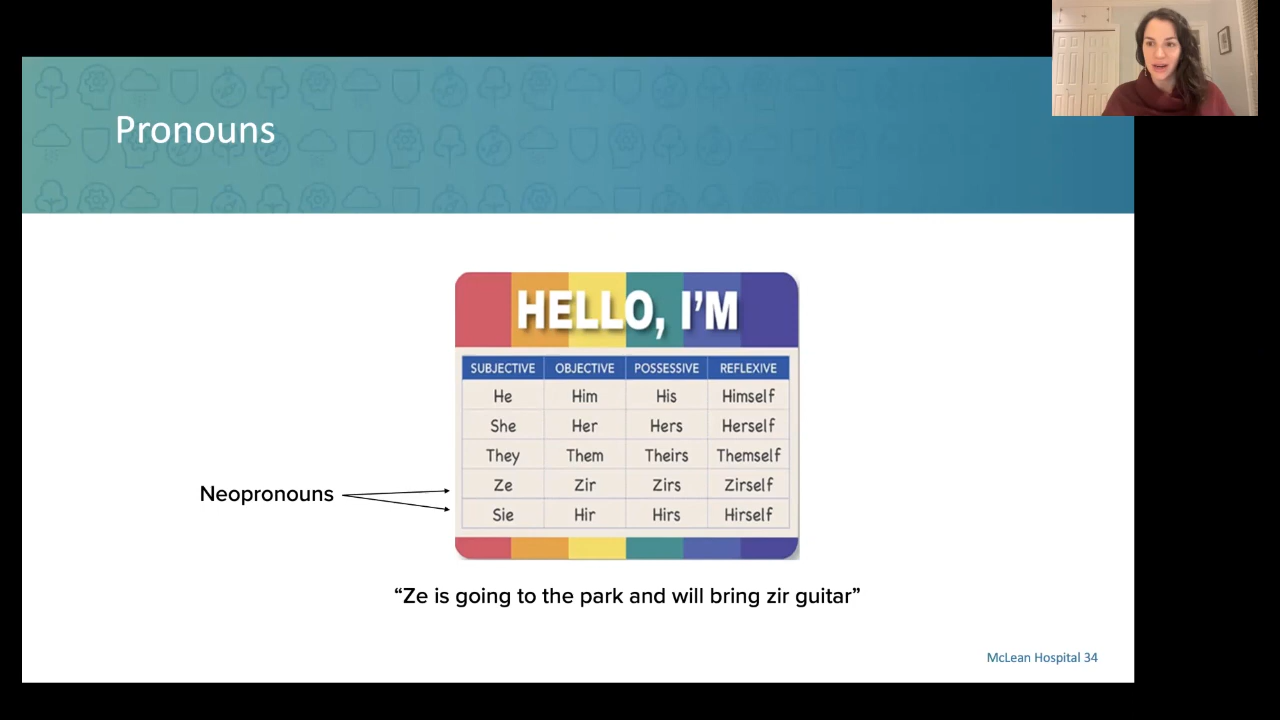 Pronouns
HELLO, I'M
SUBJECTIVE OBJECTIVE POSSESSIVE REFLEXIVE
He Him His Himself
She Her Hers Herself
They Them Theirs Themself
Neopronouns
Ze Zir Zirs Zirself
Sie Hir Hirs Hirself
“Ze is going to the park and will bring zir guitar”
McLean Hospital 34